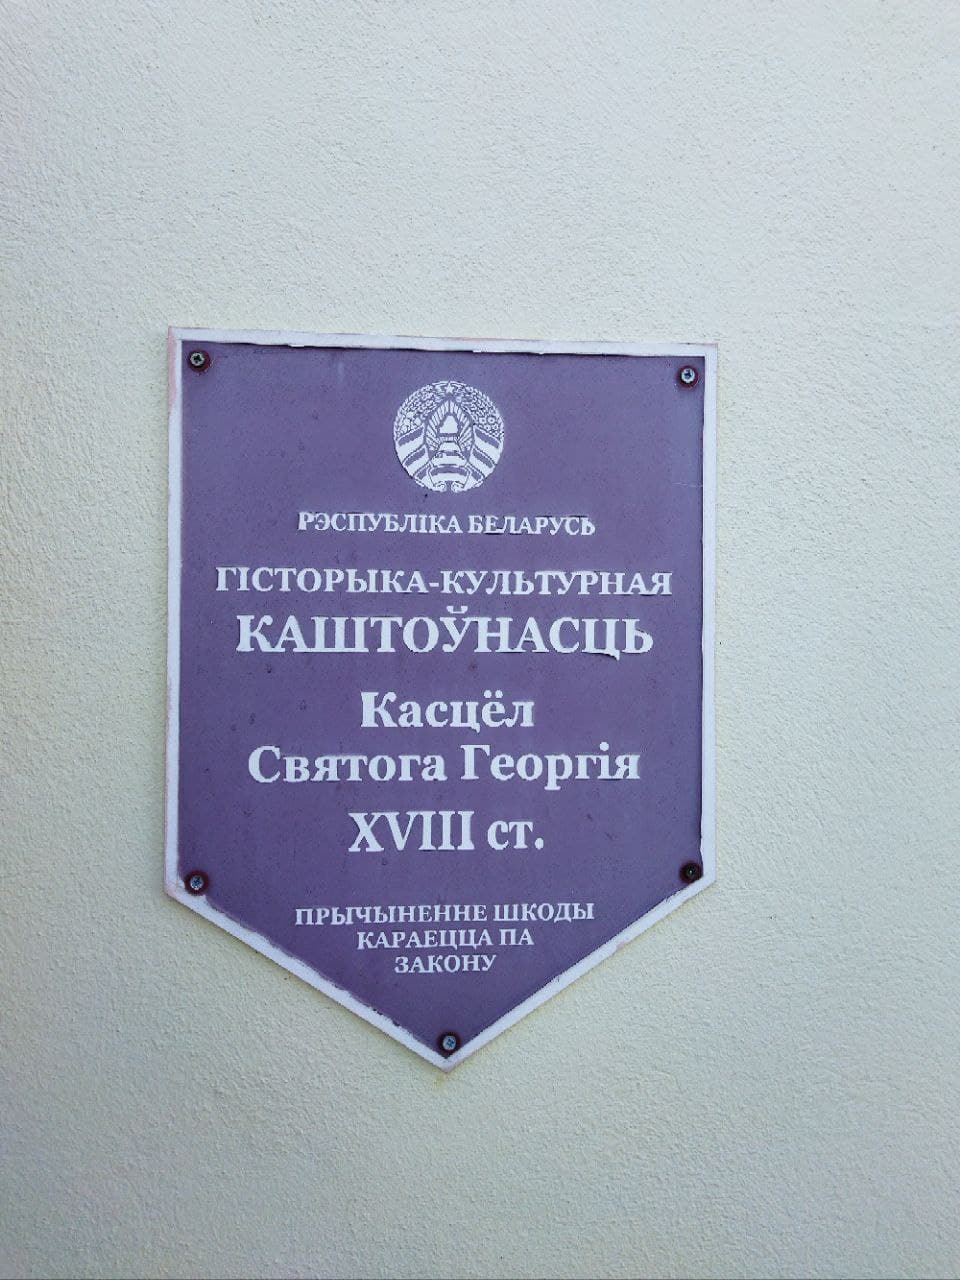 РЭСПУБЛІКА БЕЛАРУСЬ
ГІСТОРЫКА-КУЛЬТУРНАЯ
КАШТОЎНАСЦЬ
Касцёл
Святога Георгія
XVIII ст.
ПРЫЧЫНЕННЕ ШКОДЫ
КАРАЕЦЦА ПА
ЗАКОНУ